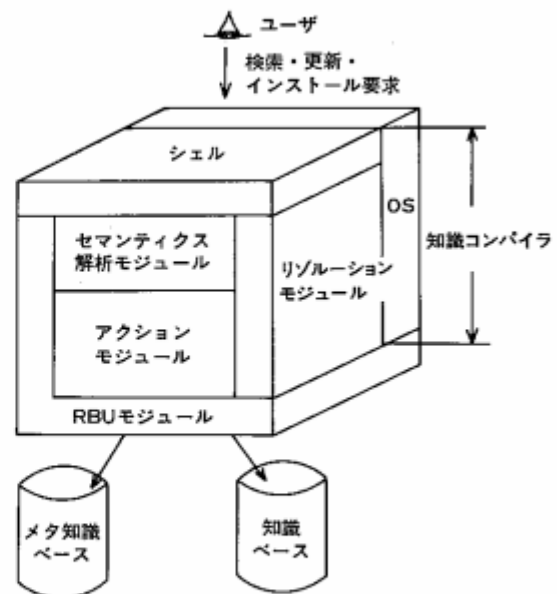 ユーザ
検索・更新・
インストール要求
シェル
OS
セマンティクス
解析モジュール
リゾルーション
モジュール
知識コンパイラ
アクション
モジュール
RBUモジュール
メタ知識
ベース
知識
ベース